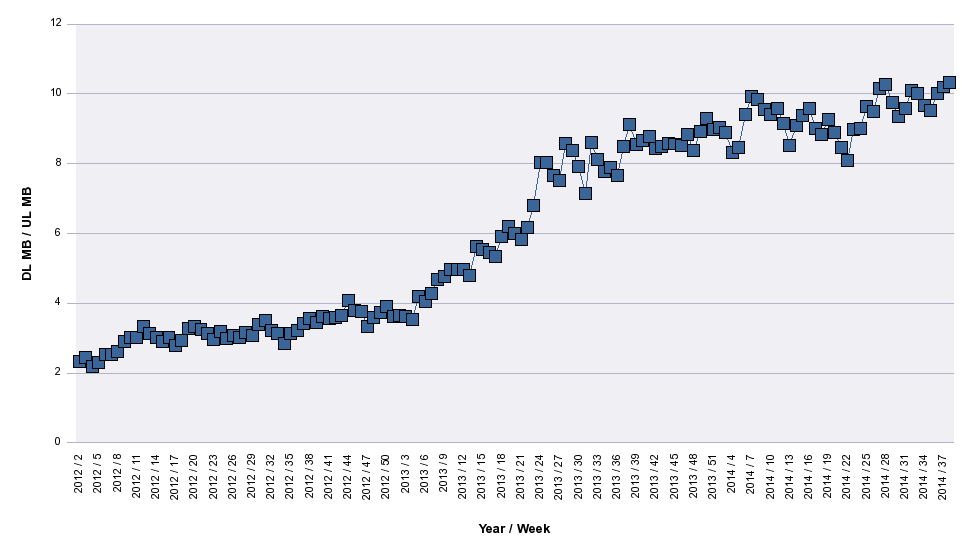 12
10
8
6
4
2
0
DL MB / UL MB
2012 / 2
2012 / 5
2012 / 8
2012 / 11
2012 / 14
2012 / 17
2012 / 20
2012 / 23
2012 / 26
2012 / 29
2012 / 32
2012 / 35
2012 / 38
2012 / 41
2012 / 44
2012 / 47
2012 / 50
2013 / 3
2013 / 6
2013 / 9
2013 / 12
2013 / 15
2013 / 18
2013 / 21
2013 / 24
2013 / 27
2013 / 30
2013 / 33
2013 / 36
2013 / 39
2013 / 42
2013 / 45
2013 / 48
2013 / 51
2014 / 4
2014 / 7
2014 / 10
2014 / 13
2014 / 16
2014 / 19
2014 / 22
2014 / 25
2014 / 28
2014 / 31
2014 / 34
2014 / 37
Year / Week